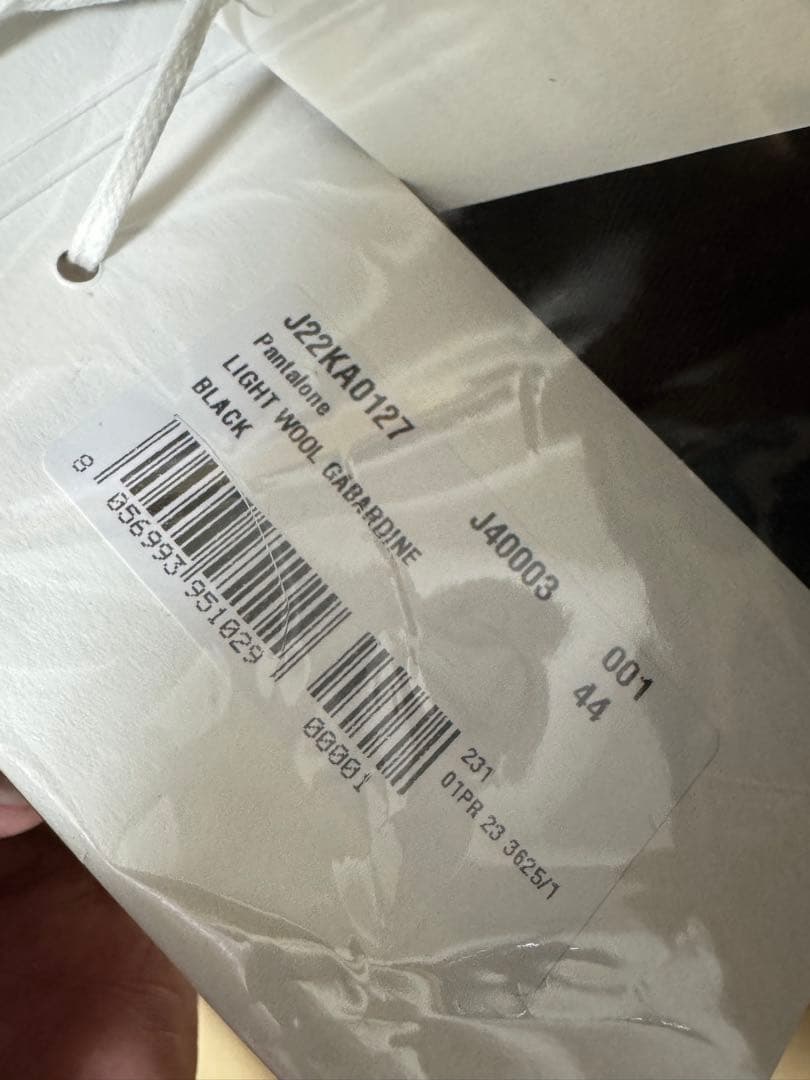 J22KA0127 J40003 001
Pantalone 44
LIGHT WOOL GABARDINE
BLACK
8 056993 951029
00001
231
01PR 23 3625/1